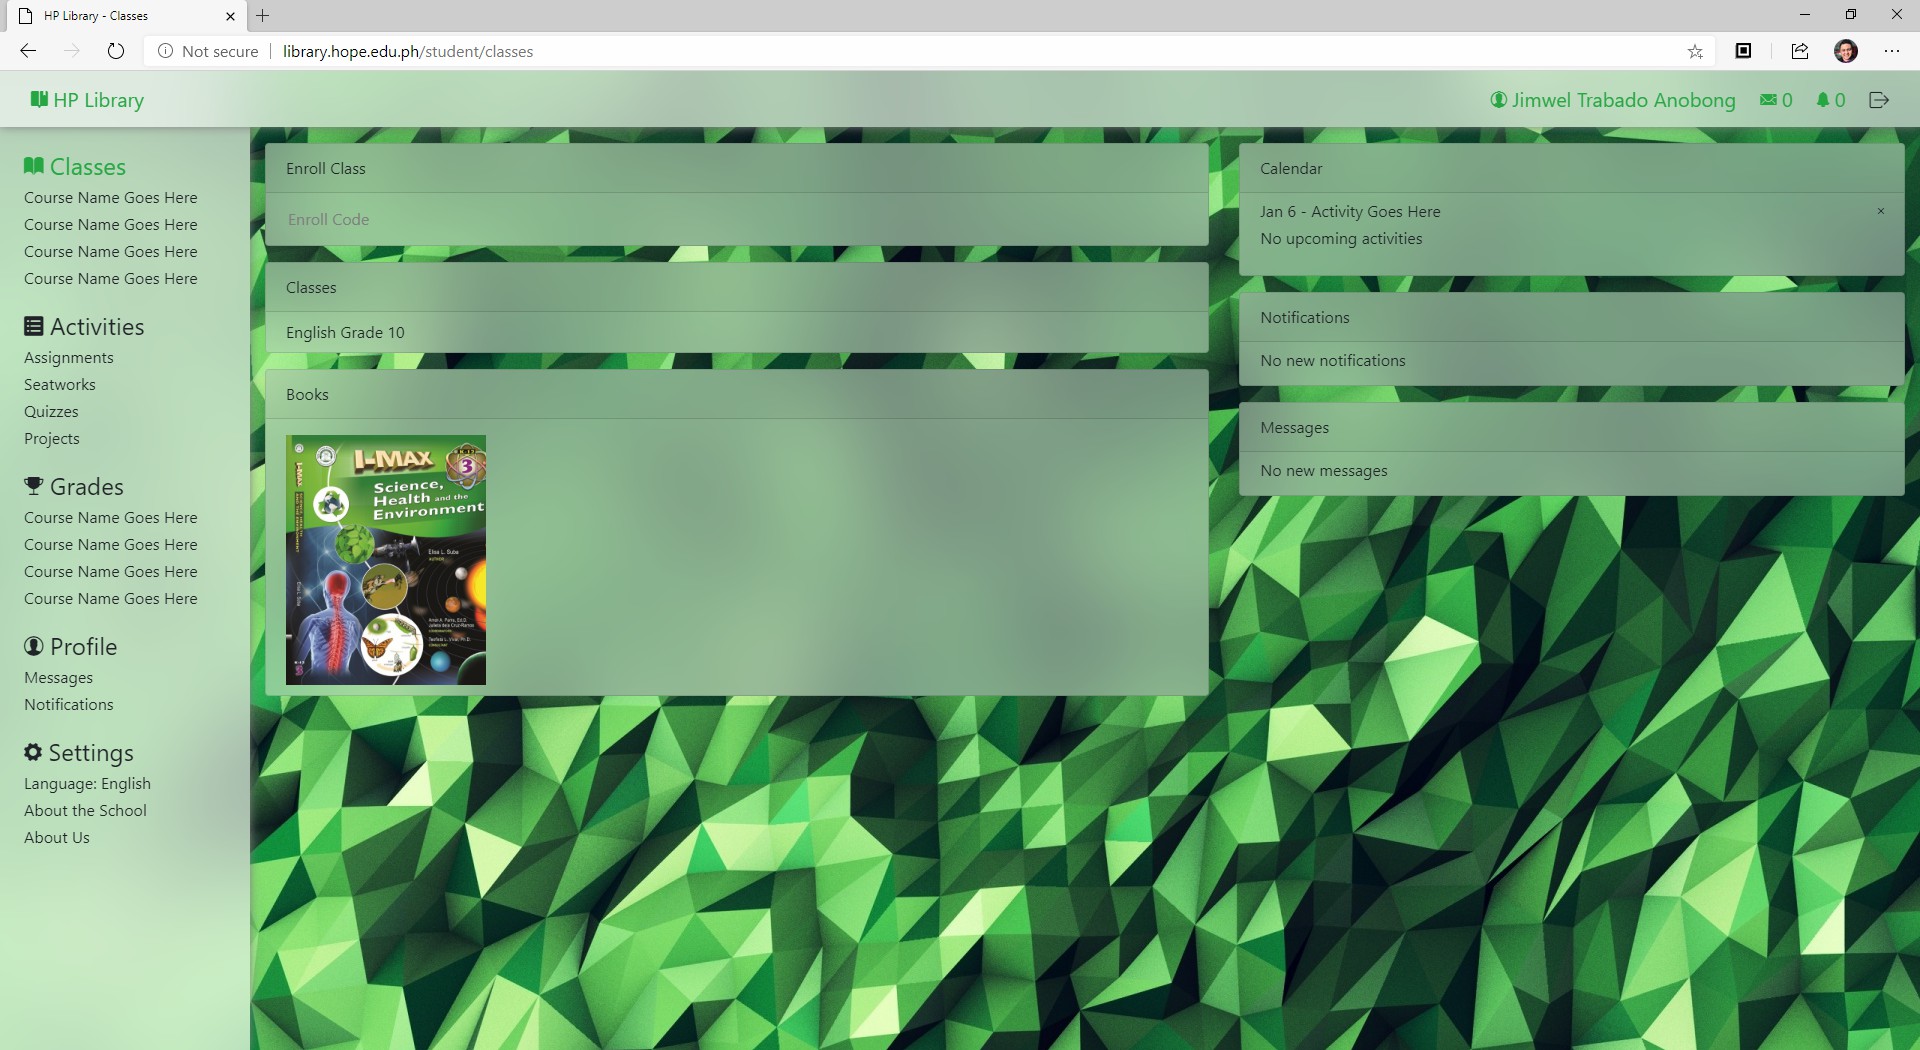 HP Library - Classes
Not secure
library.hope.edu.ph/student/classes
HP Library
Jimwel Trabado Anobong
0
0
Classes
Course Name Goes Here
Course Name Goes Here
Course Name Goes Here
Course Name Goes Here
Activities
Assignments
Seatworks
Quizzes
Projects
Grades
Course Name Goes Here
Course Name Goes Here
Course Name Goes Here
Course Name Goes Here
Profile
Messages
Notifications
Settings
Language: English
About the School
About Us
Enroll Class
Enroll Code
Classes
English Grade 10
Books
I-MAX
3
Science,
Health and the
Environment
Elisa L. Subo
Calendar
Jan 6 - Activity Goes Here
No upcoming activities
Notifications
No new notifications
Messages
No new messages